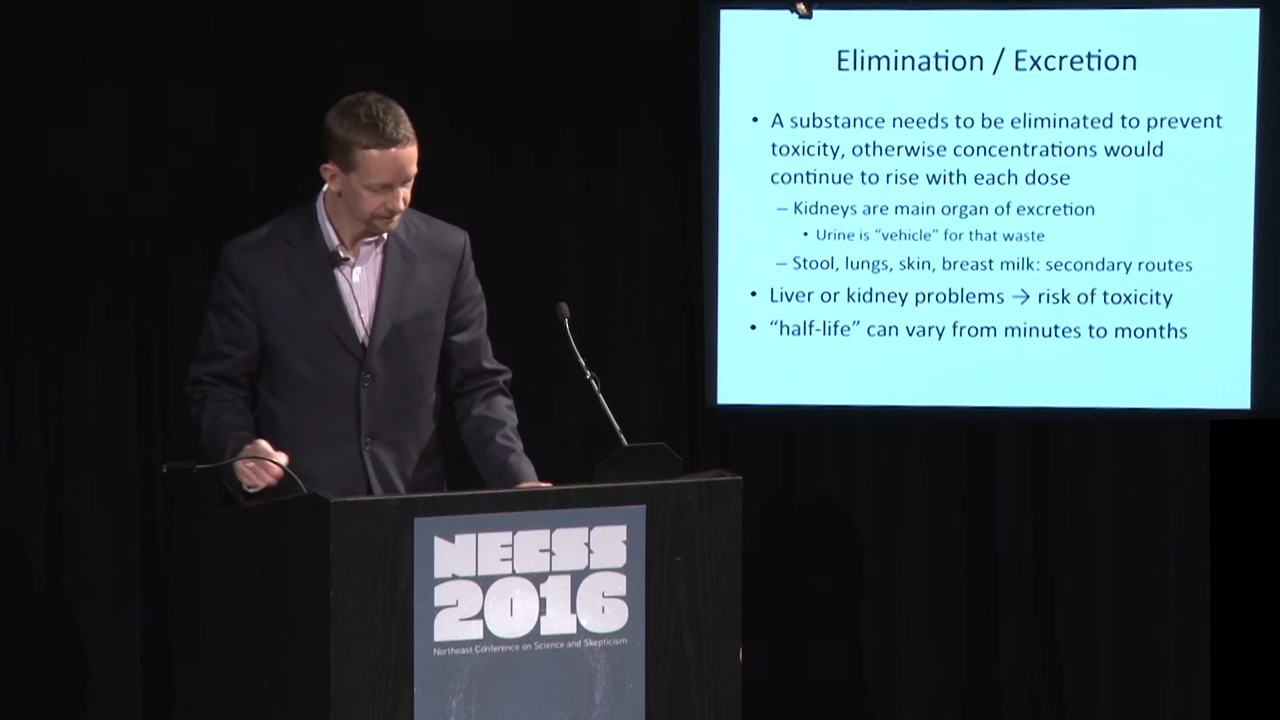 Elimination / Excretion
• A substance needs to be eliminated to prevent
toxicity, otherwise concentrations would
continue to rise with each dose
– Kidneys are main organ of excretion
• Urine is “vehicle” for that waste
– Stool, lungs, skin, breast milk: secondary routes
• Liver or kidney problems → risk of toxicity
• “half-life” can vary from minutes to months
NECSS
2016
Northeast Conference on Science and Skepticism